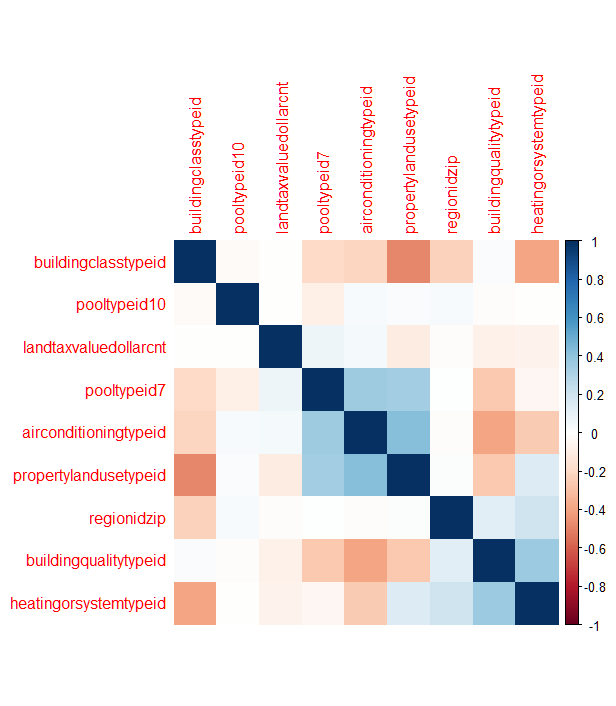 buildingclasstypeid
pooltypeid10
landtaxvaluedollarcnt
pooltypeid7
airconditioningtypeid
propertylandusetypeid
regionidzip
buildingqualitytypeid
heatingorsystemtypeid
buildingclasstypeid
pooltypeid10
landtaxvaluedollarcnt
pooltypeid7
airconditioningtypeid
propertylandusetypeid
regionidzip
buildingqualitytypeid
heatingorsystemtypeid
1
0.8
0.6
0.4
0.2
0
-0.2
-0.4
-0.6
-0.8
-1